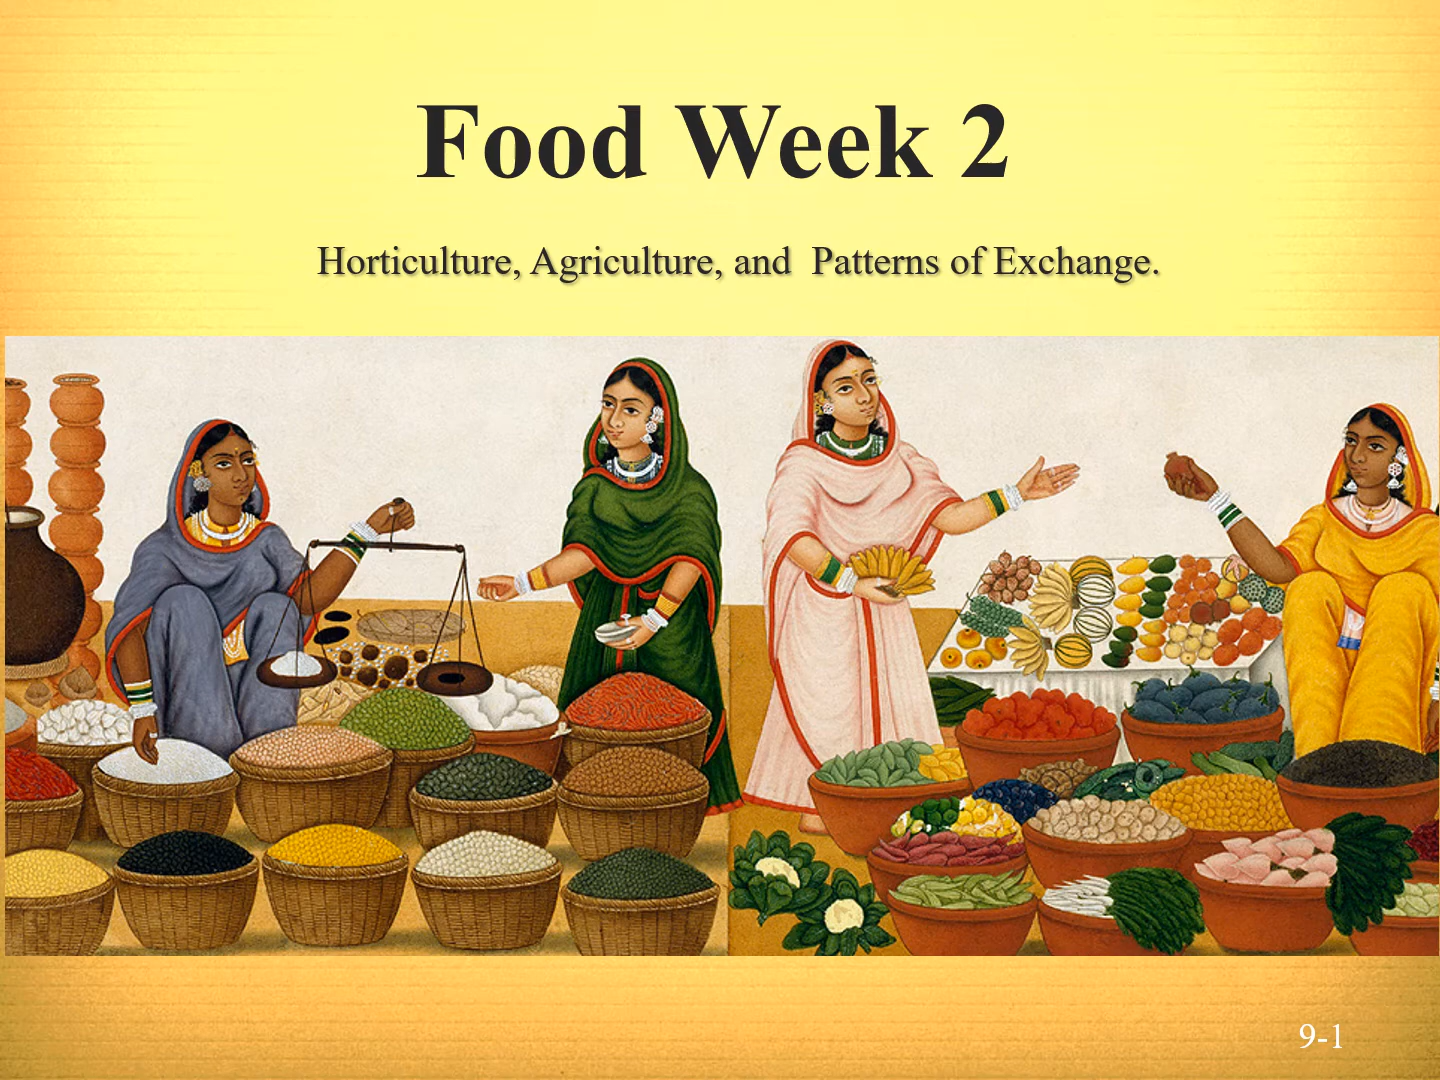 Food Week 2
Horticulture, Agriculture, and  Patterns of Exchange.
9-1